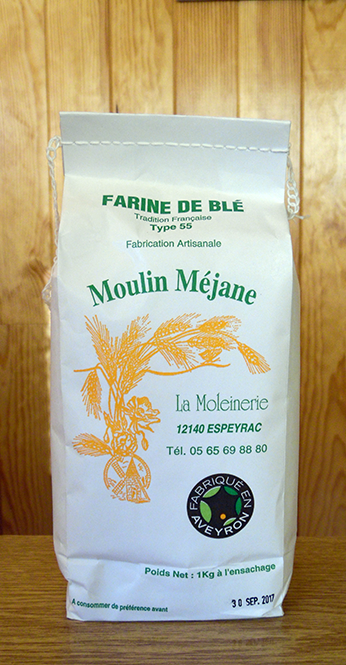 FARINE DE BLÉ
Tradition Française
Type 55
Fabrication Artisanale
Moulin Méjane
La Moleinerie
12140 ESPEYRAC
Tél. 05 65 69 88 80
FABRIQUÉ EN
AVEYRON
Poids Net : 1Kg à l'ensachage
A consommer de préférence avant
30 SEP. 2017